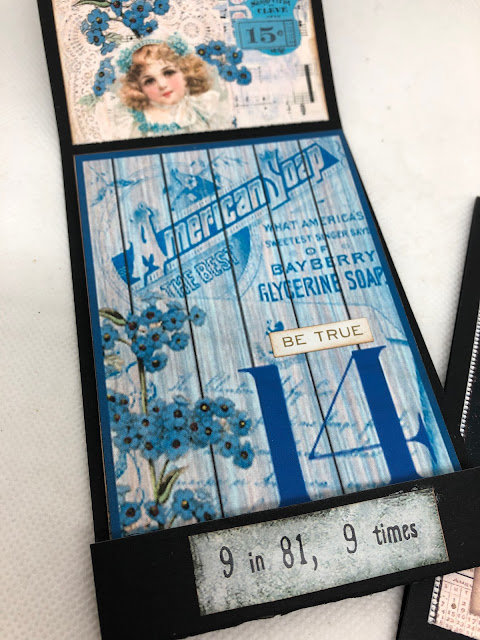 15¢
American Soap
THE BEST
WHAT AMERICA'S
SWEETEST SINGER SAYS
OF
BAYBERRY
GLYCERINE SOAP.
BE TRUE
14
9 in 81, 9 times